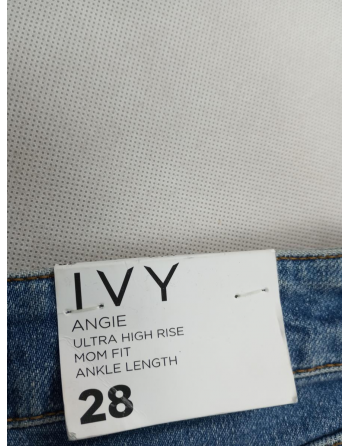 IVY
ANGIE
ULTRA HIGH RISE
MOM FIT
ANKLE LENGTH
28